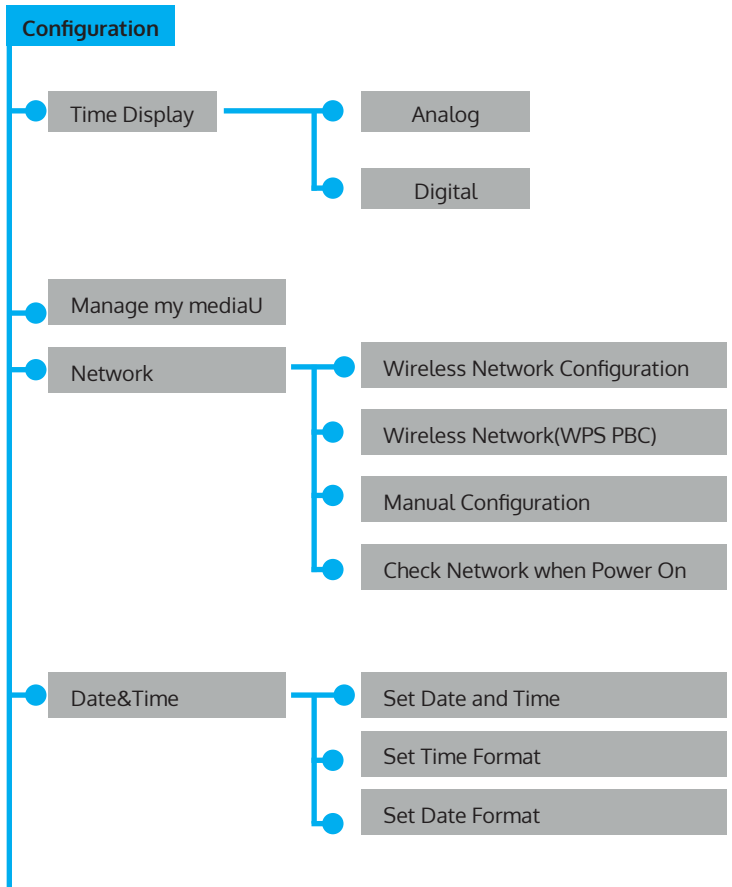 Configuration
Time Display
Analog
Digital
Manage my mediaU
Network
Wireless Network Configuration
Wireless Network(WPS PBC)
Manual Configuration
Check Network when Power On
Date&Time
Set Date and Time
Set Time Format
Set Date Format